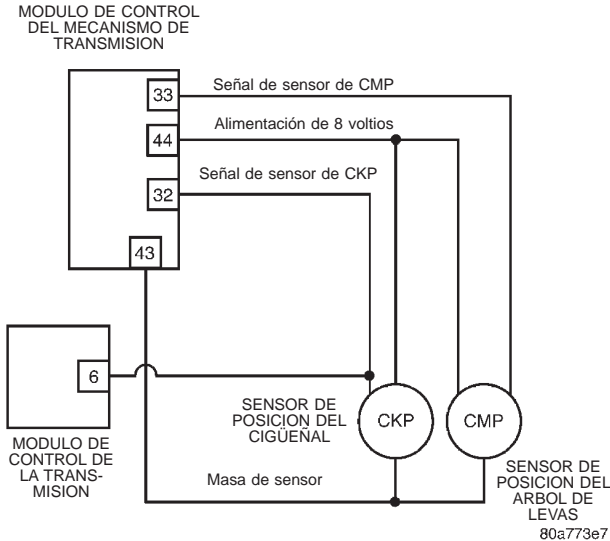 MODULO DE CONTROL
DEL MECANISMO DE
TRANSMISION
33
Señal de sensor de CMP
44
Alimentación de 8 voltios
32
Señal de sensor de CKP
43
6
MODULO DE
CONTROL DE
LA TRANS-
MISION
SENSOR DE
POSICION DEL
CIGÜEÑAL
CKP
CMP
Masa de sensor
SENSOR DE
POSICION DEL
ARBOL DE
LEVAS
80a773e7